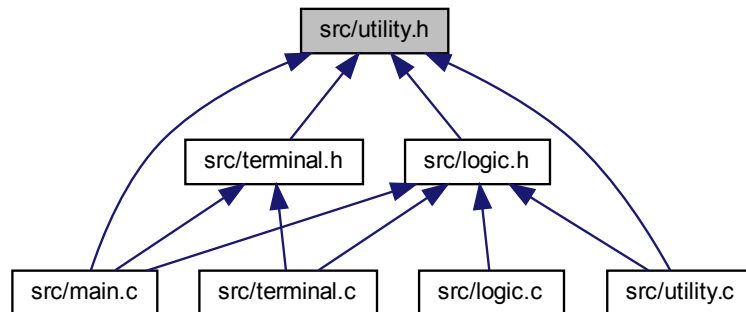 src/utility.h
src/terminal.h
src/logic.h
src/main.c
src/terminal.c
src/logic.c
src/utility.c